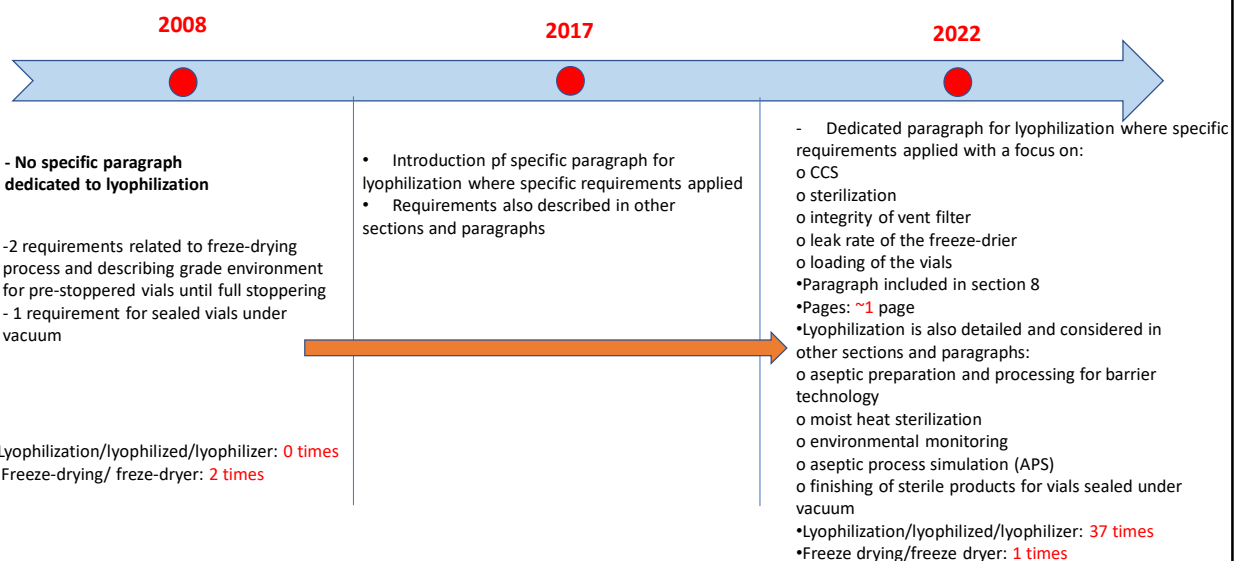 2008
2017
2022
- No specific paragraph
dedicated to lyophilization
-2 requirements related to freze-drying
process and describing grade environment
for pre-stoppered vials until full stoppering
- 1 requirement for sealed vials under
vacuum
Lyophilization/lyophilized/lyophilizer: 0 times
Freeze-drying/ freze-dryer: 2 times
• Introduction pf specific paragraph for
lyophilization where specific requirements applied
• Requirements also described in other
sections and paragraphs
- Dedicated paragraph for lyophilization where specific
requirements applied with a focus on:
o CCS
o sterilization
o integrity of vent filter
o leak rate of the freeze-drier
o loading of the vials
•Paragraph included in section 8
•Pages: ~1 page
•Lyophilization is also detailed and considered in
other sections and paragraphs:
o aseptic preparation and processing for barrier
technology
o moist heat sterilization
o environmental monitoring
o aseptic process simulation (APS)
o finishing of sterile products for vials sealed under
vacuum
•Lyophilization/lyophilized/lyophilizer: 37 times
•Freeze drying/freeze dryer: 1 times